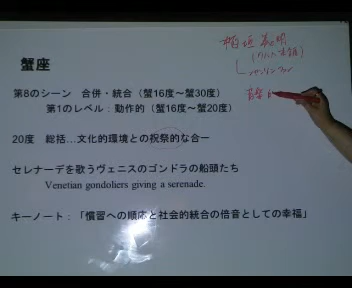 蟹座
第8のシーン 合併・統合（蟹16度～蟹30度）
第1のレベル：動作的（蟹16度～蟹20度）
20度 総括…文化的環境との祝祭的な合一
セレナーデを歌うヴェニスのゴンドラの船頭たち
Venetian gondoliers giving a serenade.
キーノート：「慣習への順応と社会的統合の倍音としての幸福」